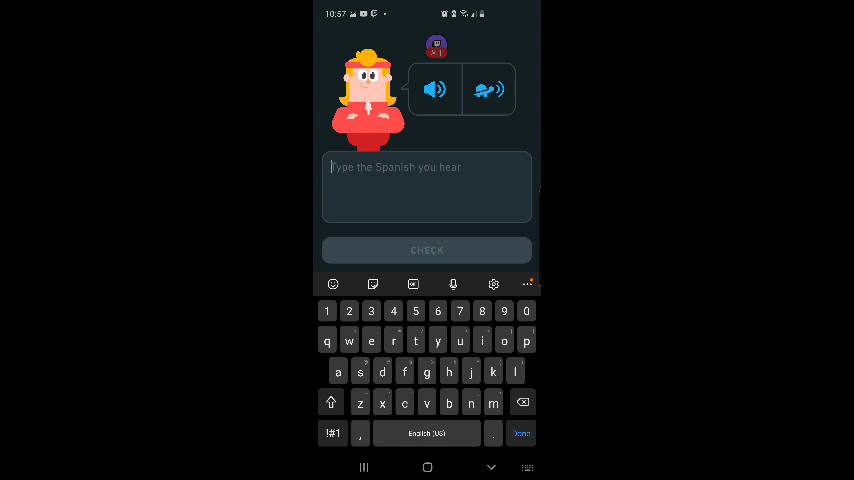 10:57
Type the Spanish you hear
CHECK
GIF
1 2 3 4 5 6 7 8 9 0
q w e r t y u i o p
a s d f g h j k l
z x c v b n m
!#1 , English (US) . Done